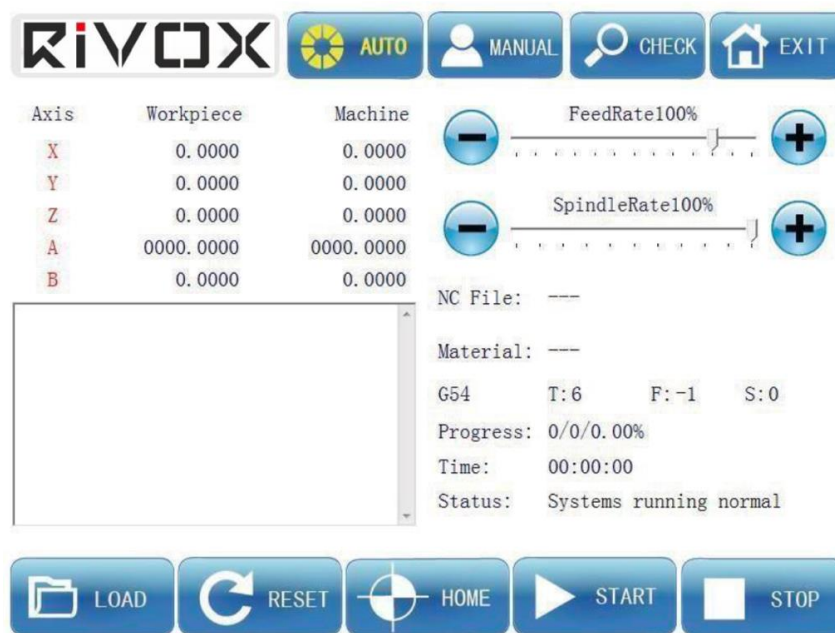 RiVOX AUTO MANUAL CHECK EXIT
Axis Workpiece Machine
X 0.0000 0.0000
Y 0.0000 0.0000
Z 0.0000 0.0000
A 0000.0000 0000.0000
B 0.0000 0.0000
FeedRate100%
SpindleRate100%
NC File: ---
Material: ---
G54 T:6 F:-1 S:0
Progress: 0/0/0.00%
Time: 00:00:00
Status: Systems running normal
LOAD RESET HOME START STOP